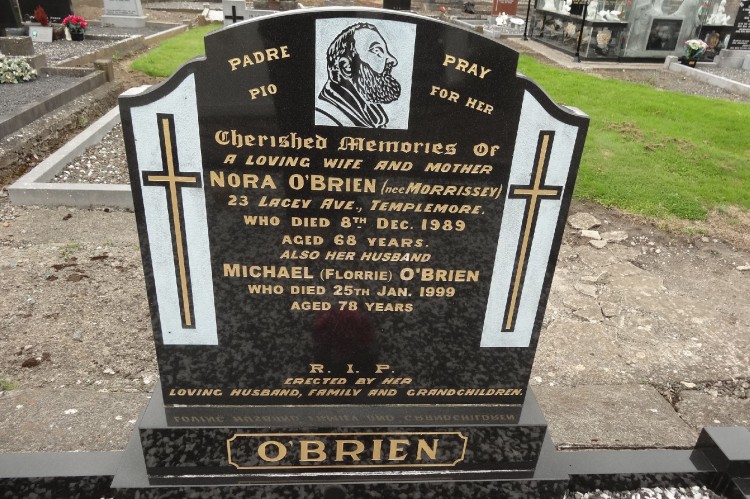 PADRE PIO
PRAY FOR HER
Cherished Memories Of
A LOVING WIFE AND MOTHER
NORA O'BRIEN (nee MORRISSEY)
23 LACEY AVE., TEMPLEMORE.
WHO DIED 8TH DEC. 1989
AGED 68 YEARS.
ALSO HER HUSBAND
MICHAEL (FLORRIE) O'BRIEN
WHO DIED 25TH JAN. 1999
AGED 78 YEARS
R. I. P.
ERECTED BY HER
LOVING HUSBAND, FAMILY AND GRANDCHILDREN.
O'BRIEN